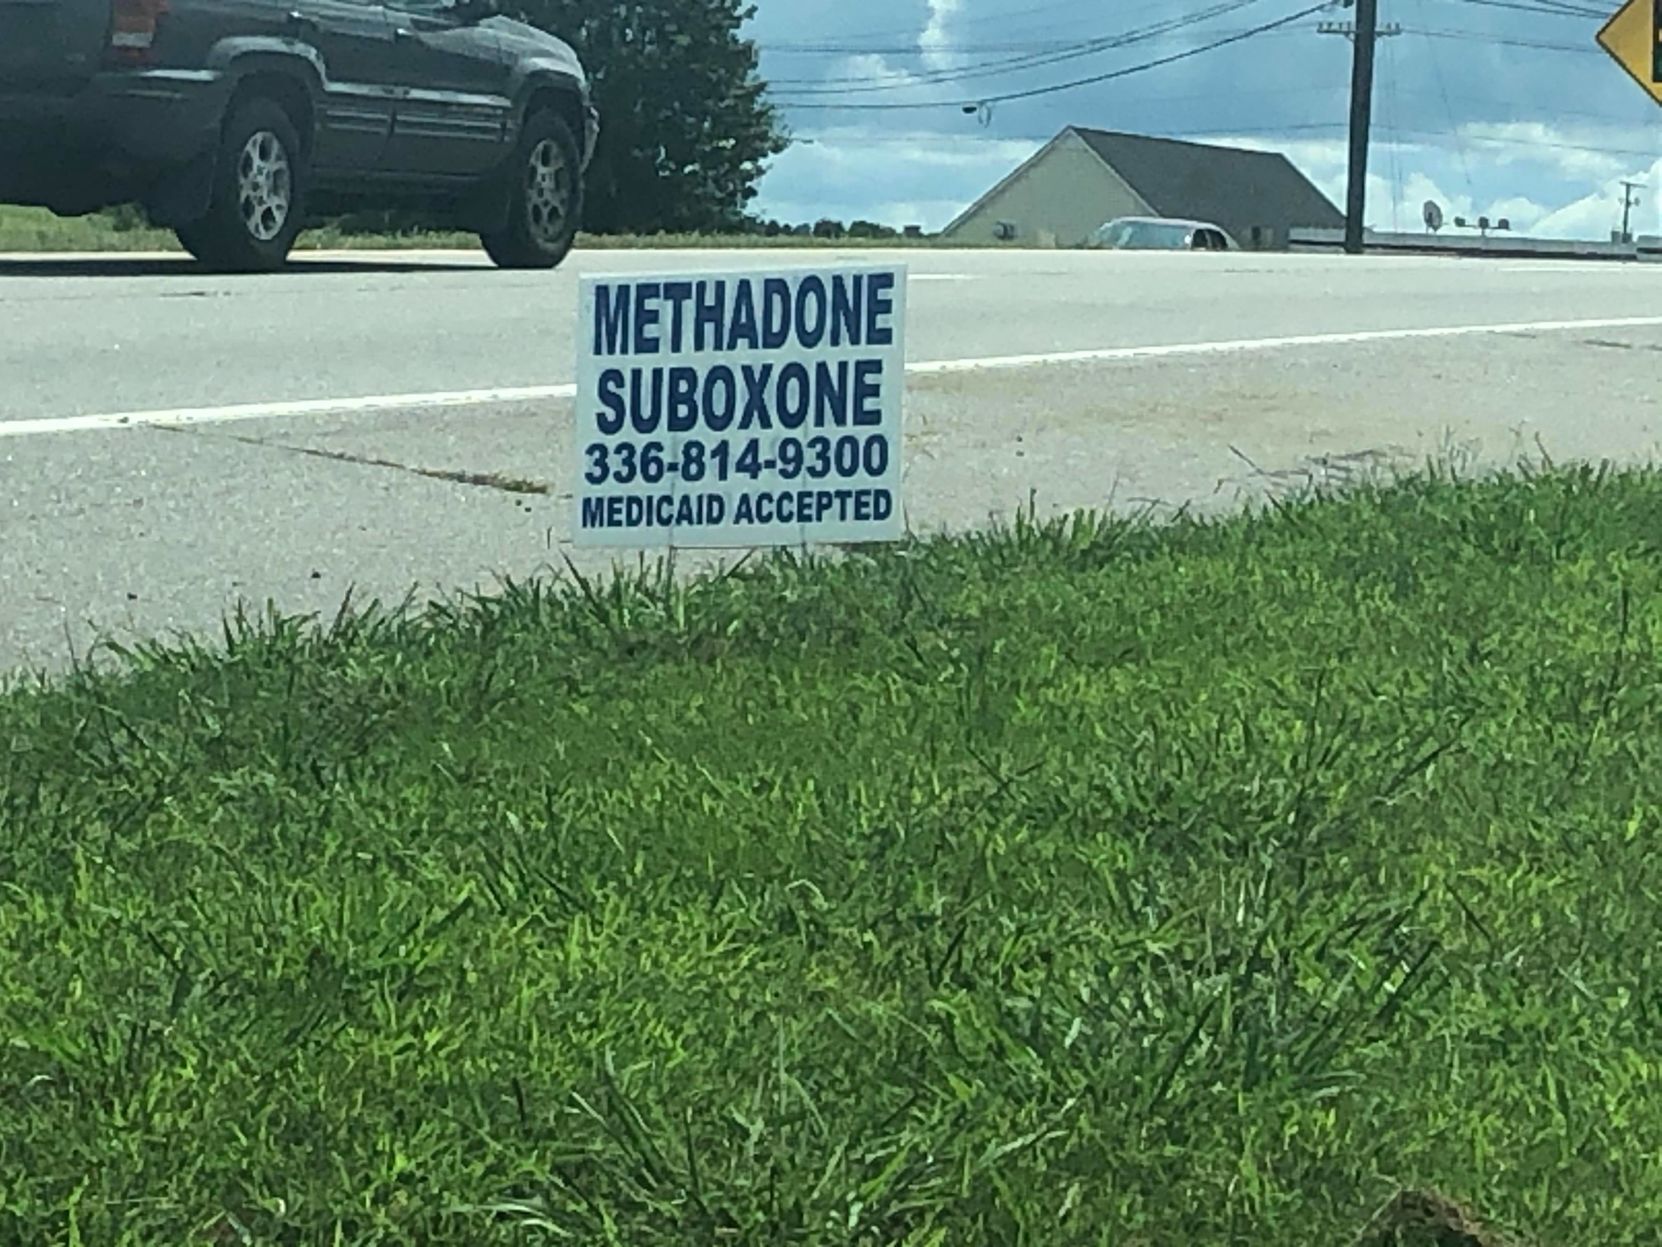 METHADONE
SUBOXONE
336-814-9300
MEDICAID ACCEPTED